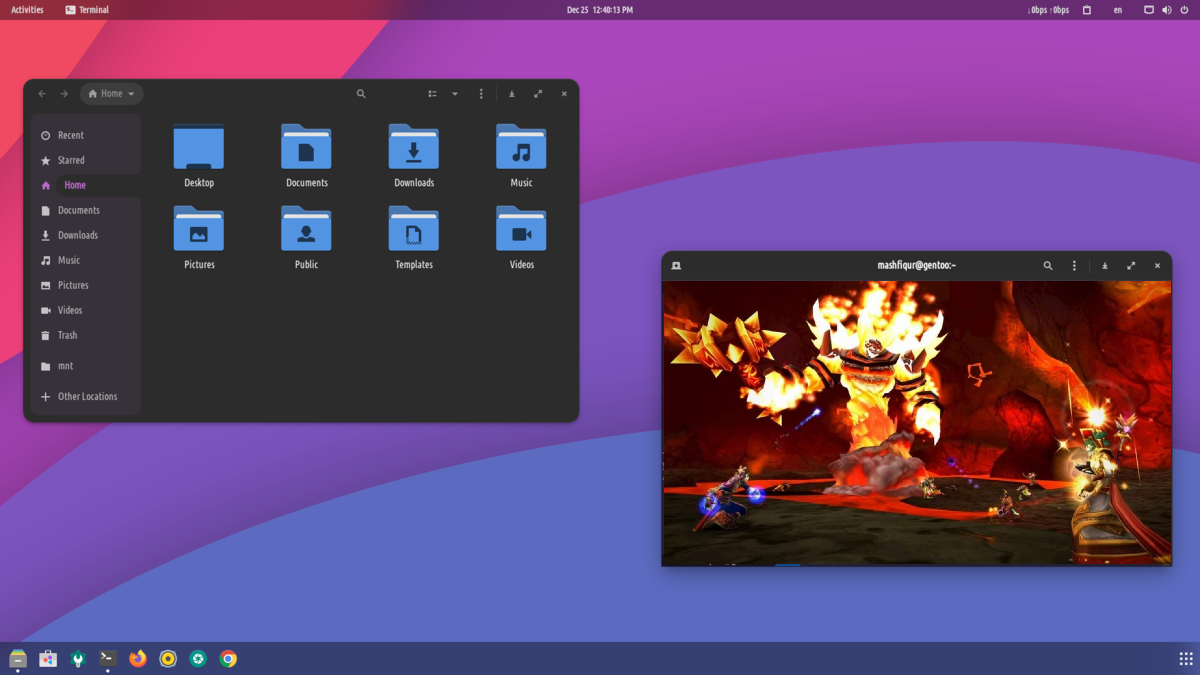 Activities Terminal Dec 25 12:40:13 PM ↓0bps ↑0bps en
Home
Recent
Starred
Home
Documents
Downloads
Music
Pictures
Videos
Trash
mnt
Other Locations
Desktop Documents Downloads Music
Pictures Public Templates Videos
mashfiqur@gentoo:~